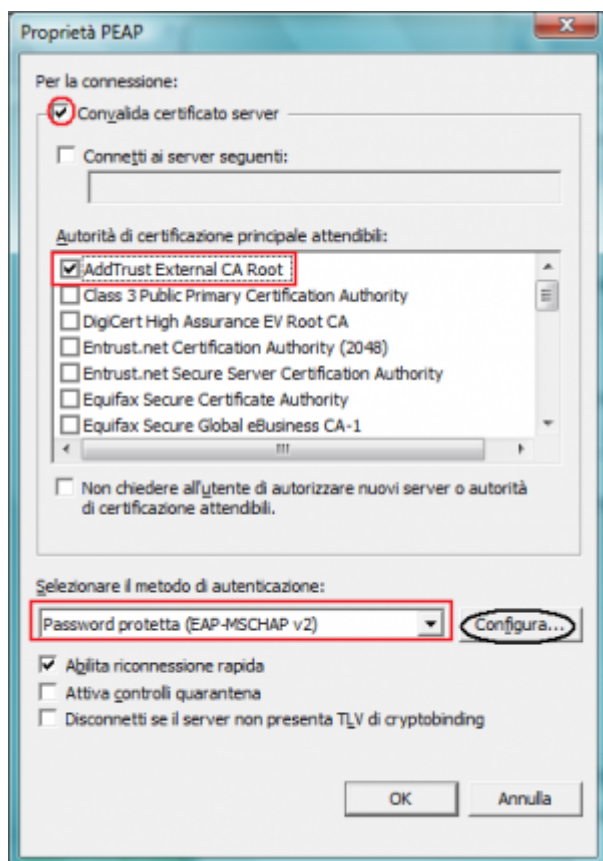 Proprietà PEAP
Per la connessione:
Convalida certificato server
Connetti ai server seguenti:
Autorità di certificazione principale attendibili:
AddTrust External CA Root
Class 3 Public Primary Certification Authority
DigiCert High Assurance EV Root CA
Entrust.net Certification Authority (2048)
Entrust.net Secure Server Certification Authority
Equifax Secure Certificate Authority
Equifax Secure Global eBusiness CA-1
Non chiedere all'utente di autorizzare nuovi server o autorità
di certificazione attendibili.
Selezionare il metodo di autenticazione:
Password protetta (EAP-MSCHAP v2)
Configura...
Abilita riconnessione rapida
Attiva controlli quarantena
Disconnetti se il server non presenta TLV di cryptobinding
OK
Annulla